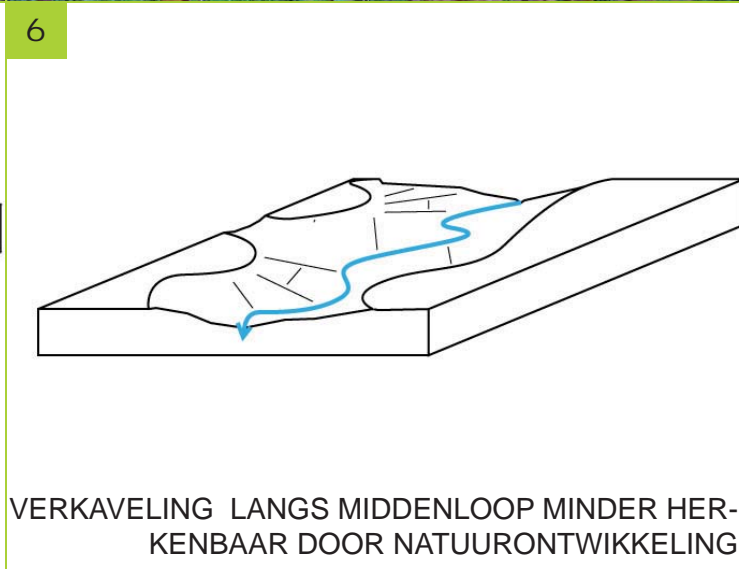 6
VERKAVELING LANGS MIDDENLOOP MINDER HER-
KENBAAR DOOR NATUURONTWIKKELING